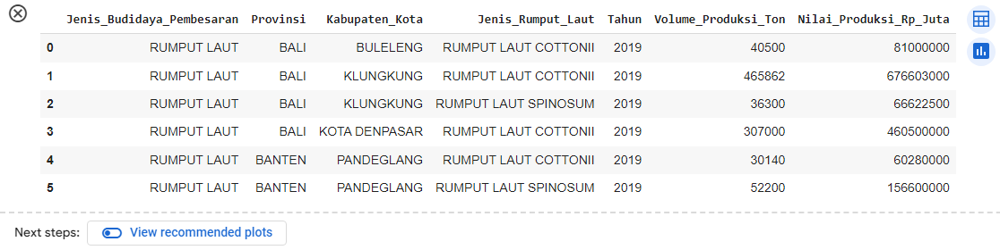 Jenis_Budidaya_Pembesaran Provinsi Kabupaten_Kota Jenis_Rumput_Laut Tahun Volume_Produksi_Ton Nilai_Produksi_Rp_Juta
0 RUMPUT LAUT BALI BULELENG RUMPUT LAUT COTTONII 2019 40500 81000000
1 RUMPUT LAUT BALI KLUNGKUNG RUMPUT LAUT COTTONII 2019 465862 676603000
2 RUMPUT LAUT BALI KLUNGKUNG RUMPUT LAUT SPINOSUM 2019 36300 66622500
3 RUMPUT LAUT BALI KOTA DENPASAR RUMPUT LAUT COTTONII 2019 307000 460500000
4 RUMPUT LAUT BANTEN PANDEGLANG RUMPUT LAUT COTTONII 2019 30140 60280000
5 RUMPUT LAUT BANTEN PANDEGLANG RUMPUT LAUT SPINOSUM 2019 52200 156600000
Next steps: View recommended plots